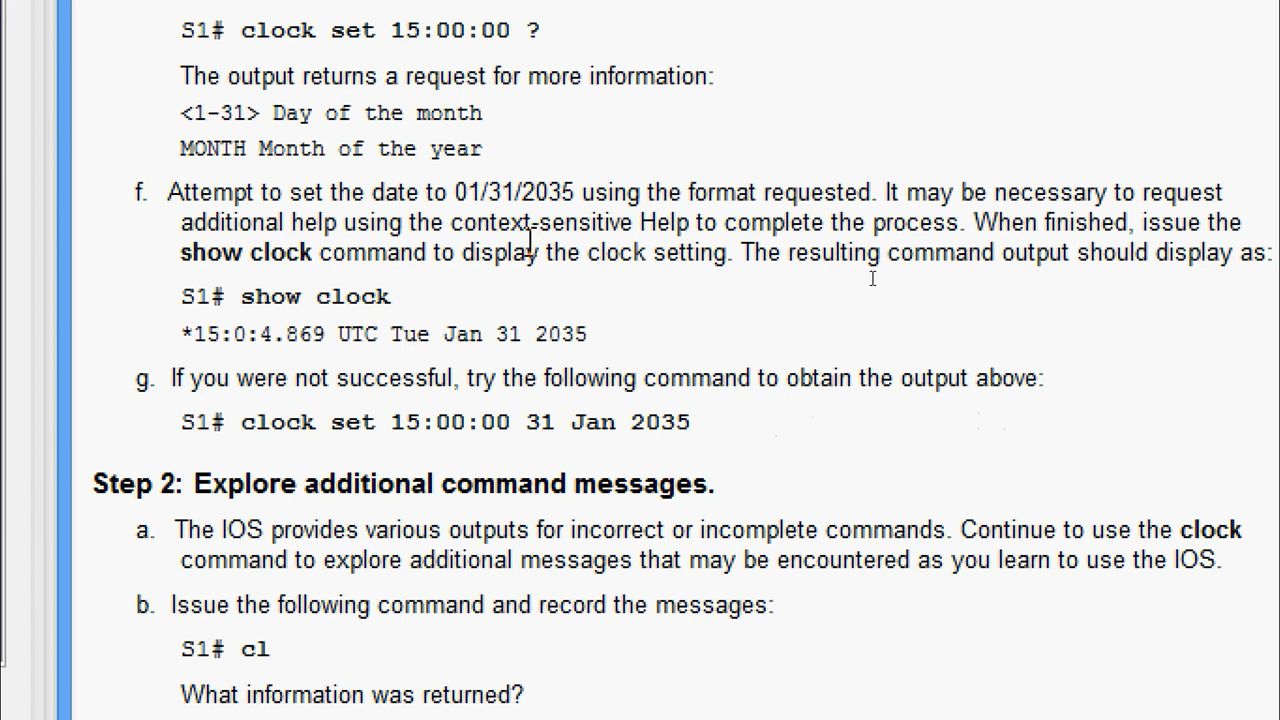 S1# clock set 15:00:00 ?
The output returns a request for more information:
<1-31> Day of the month
MONTH Month of the year
f. Attempt to set the date to 01/31/2035 using the format requested. It may be necessary to request
additional help using the context-sensitive Help to complete the process. When finished, issue the
show clock command to display the clock setting. The resulting command output should display as:
S1# show clock
*15:0:4.869 UTC Tue Jan 31 2035
g. If you were not successful, try the following command to obtain the output above:
S1# clock set 15:00:00 31 Jan 2035
Step 2: Explore additional command messages.
a. The IOS provides various outputs for incorrect or incomplete commands. Continue to use the clock
command to explore additional messages that may be encountered as you learn to use the IOS.
b. Issue the following command and record the messages:
S1# cl
What information was returned?